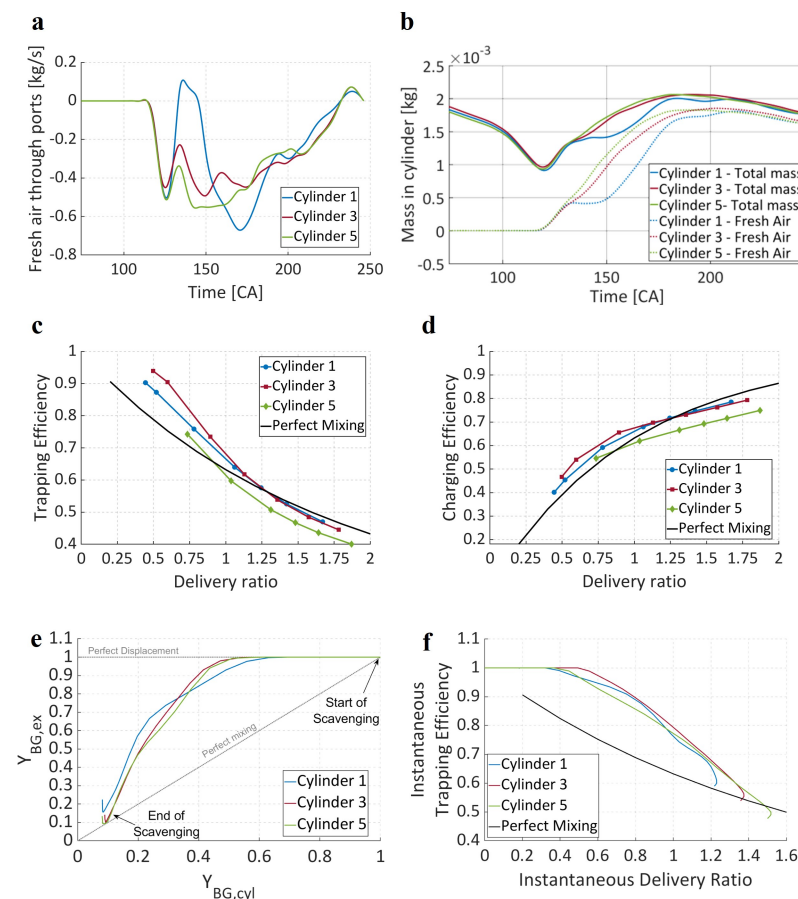 a
Fresh air through ports [kg/s]
0.2
0
-0.2
-0.4
-0.6
-0.8
100
150
200
250
Time [CA]
Cylinder 1
Cylinder 3
Cylinder 5
b
×10⁻³
Mass in cylinder [kg]
2.5
2
1.5
1
0.5
0
-0.5
100
150
200
Time [CA]
Cylinder 1 - Total mass
Cylinder 3 - Total mass
Cylinder 5- Total mass
Cylinder 1 - Fresh Air
Cylinder 3 - Fresh Air
Cylinder 5 - Fresh Air
c
Trapping Efficiency
1
0.9
0.8
0.7
0.6
0.5
0.4
0 0.25 0.5 0.75 1 1.25 1.5 1.75 2
Delivery ratio
Cylinder 1
Cylinder 3
Cylinder 5
Perfect Mixing
d
Charging Efficiency
1
0.9
0.8
0.7
0.6
0.5
0.4
0.3
0.2
0 0.25 0.5 0.75 1 1.25 1.5 1.75 2
Delivery ratio
Cylinder 1
Cylinder 3
Cylinder 5
Perfect Mixing
e
Y_BG,ex
1.1
1
0.9
0.8
0.7
0.6
0.5
0.4
0.3
0.2
0.1
0
0 0.2 0.4 0.6 0.8 1
Y_BG,cyl
Perfect Displacement
Perfect mixing
Start of
Scavenging
End of
Scavenging
Cylinder 1
Cylinder 3
Cylinder 5
f
Instantaneous
Trapping Efficiency
1.1
1
0.9
0.8
0.7
0.6
0.5
0.4
0 0.2 0.4 0.6 0.8 1 1.2 1.4 1.6
Instantaneous Delivery Ratio
Cylinder 1
Cylinder 3
Cylinder 5
Perfect Mixing